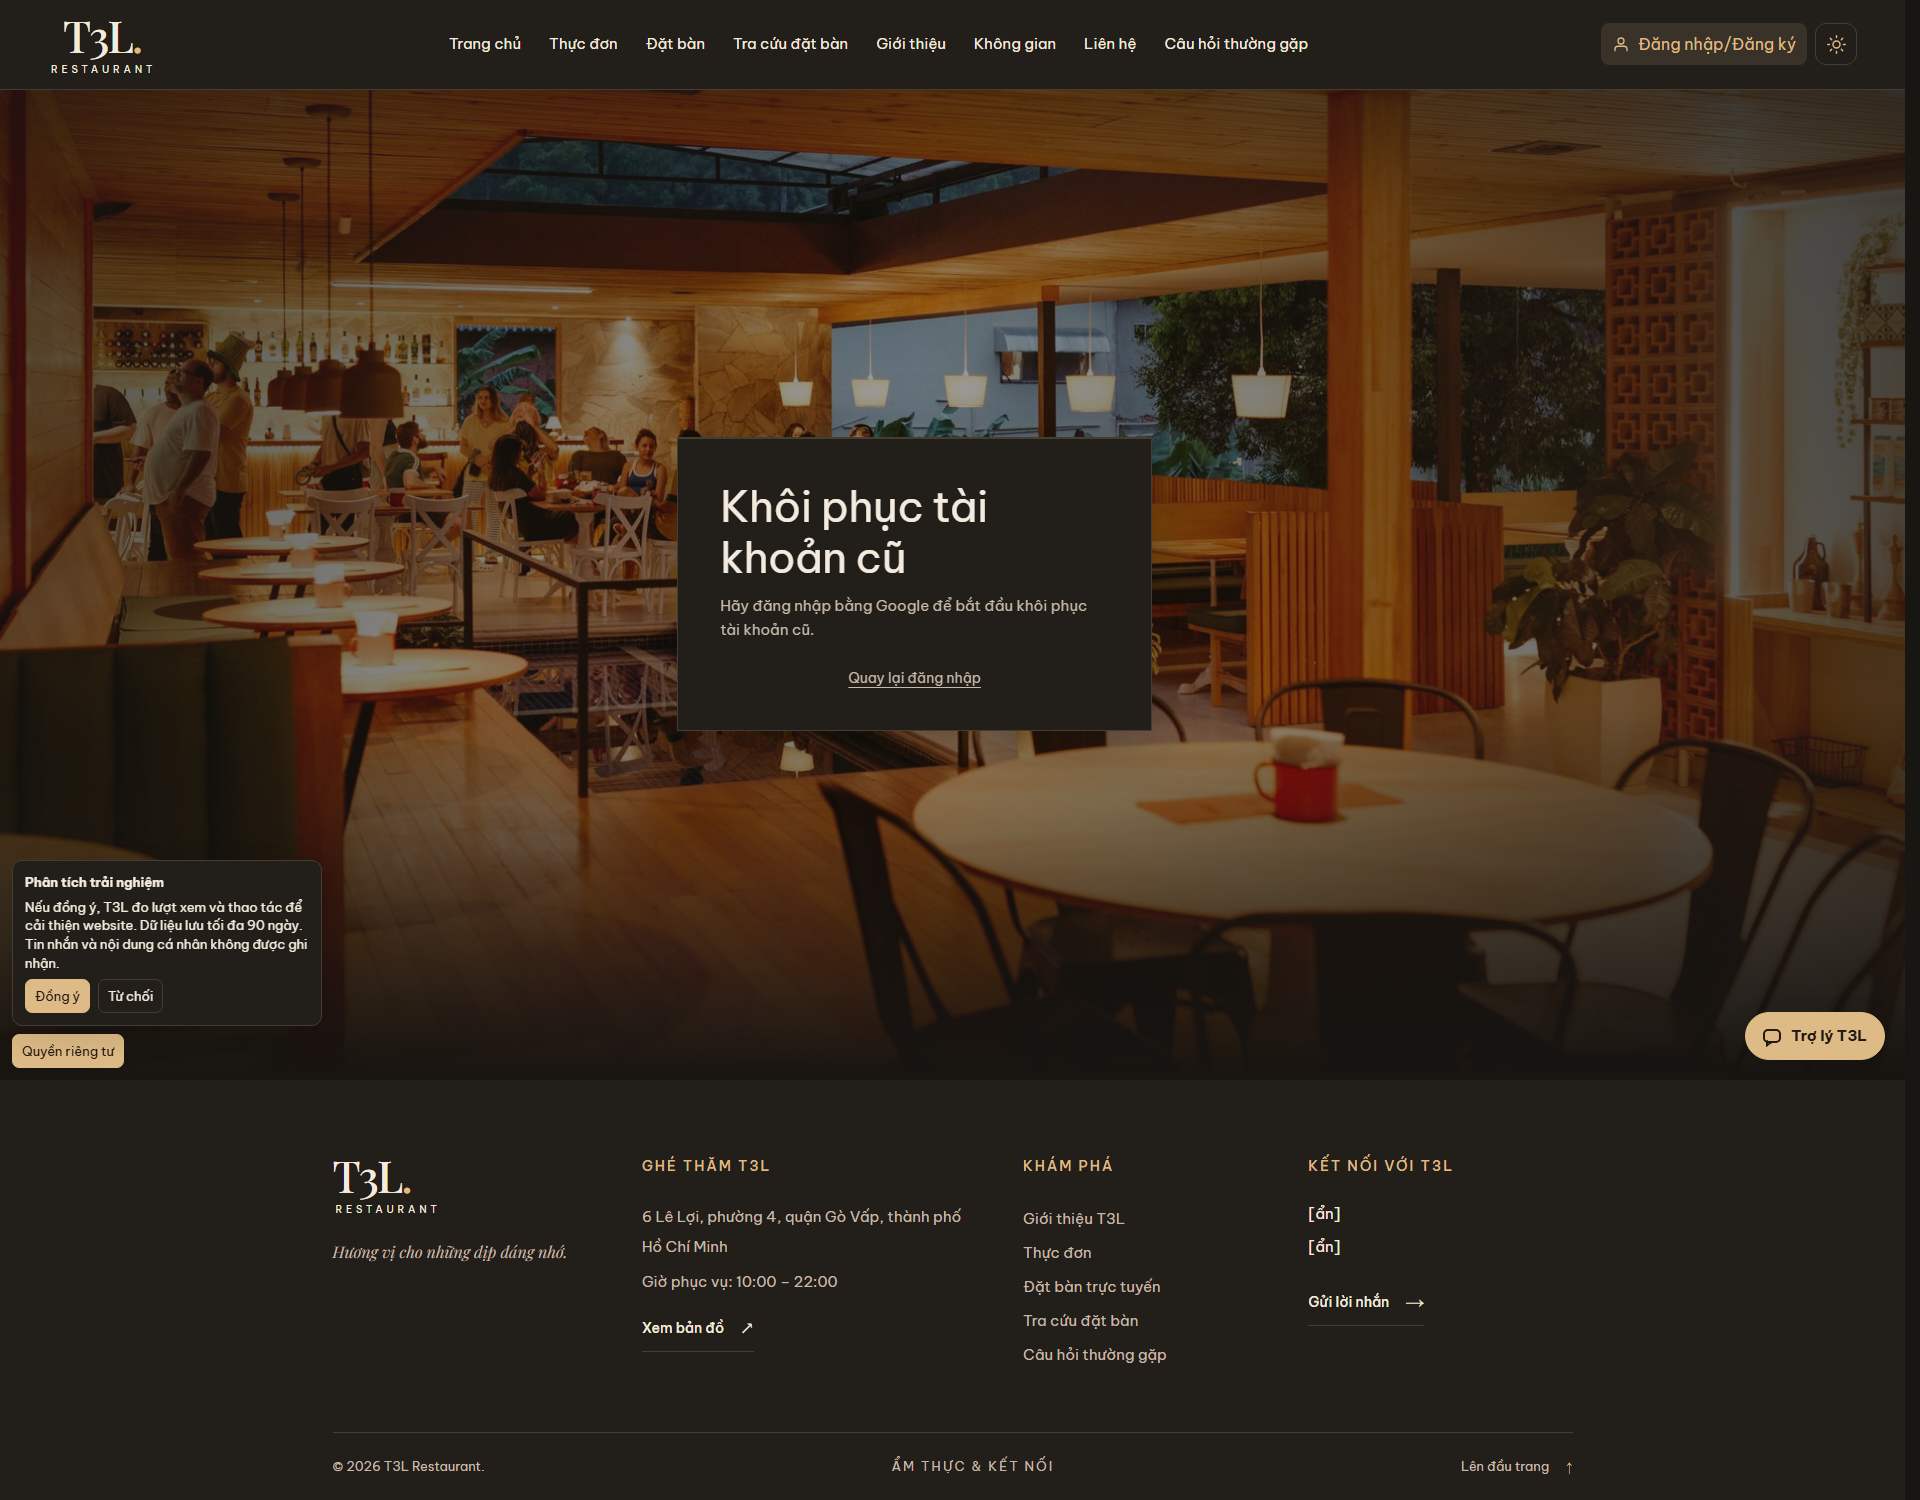 T3L.
RESTAURANT
Trang chủ
Thực đơn
Đặt bàn
Tra cứu đặt bàn
Giới thiệu
Không gian
Liên hệ
Câu hỏi thường gặp
Đăng nhập/Đăng ký
Khôi phục tài
khoản cũ
Hãy đăng nhập bằng Google để bắt đầu khôi phục
tài khoản cũ.
Quay lại đăng nhập
Phân tích trải nghiệm
Nếu đồng ý, T3L đo lượt xem và thao tác để
cải thiện website. Dữ liệu lưu tối đa 90 ngày.
Tin nhắn và nội dung cá nhân không được ghi
nhận.
Đồng ý
Từ chối
Quyền riêng tư
Trợ lý T3L
T3L.
RESTAURANT
Hương vị cho những dịp đáng nhớ.
GHÉ THĂM T3L
6 Lê Lợi, phường 4, quận Gò Vấp, thành phố
Hồ Chí Minh
Giờ phục vụ: 10:00 – 22:00
Xem bản đồ ↗
KHÁM PHÁ
Giới thiệu T3L
Thực đơn
Đặt bàn trực tuyến
Tra cứu đặt bàn
Câu hỏi thường gặp
KẾT NỐI VỚI T3L
[ẩn]
[ẩn]
Gửi lời nhắn →
© 2026 T3L Restaurant.
ẨM THỰC & KẾT NỐI
Lên đầu trang ↑